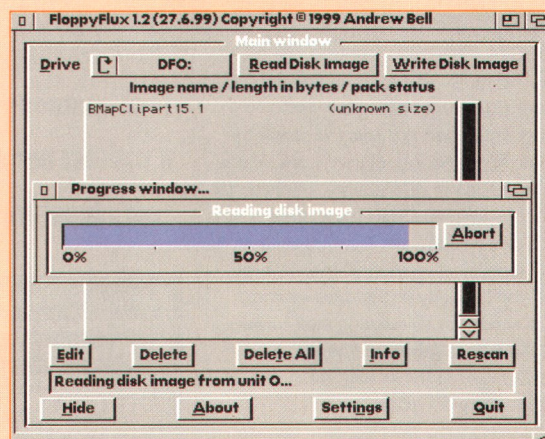 FloppyFlux 1.2 (27.6.99) Copyright © 1999 Andrew Bell
Main window
Drive DF0: Read Disk Image Write Disk Image
Image name / length in bytes / pack status
BMapClipart15.1 (unknown size)
Progress window...
Reading disk image
Abort
0% 50% 100%
Edit Delete Delete All Info Rescan
Reading disk image from unit 0...
Hide About Settings Quit